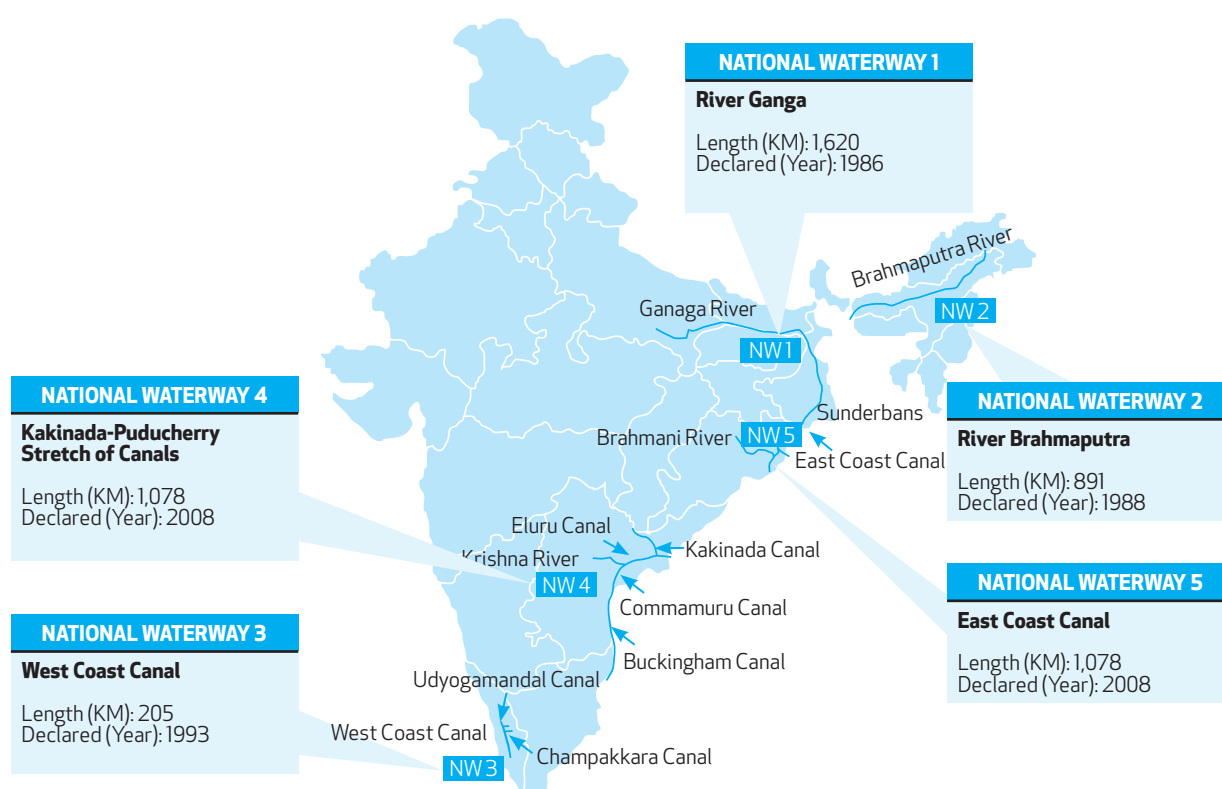 NATIONAL WATERWAY 1
River Ganga
Length (KM): 1,620
Declared (Year): 1986
Brahmaputra River
Ganaga River
NW 2
NW 1
NATIONAL WATERWAY 4
Kakinada-Puducherry
Stretch of Canals
Length (KM): 1,078
Declared (Year): 2008
NATIONAL WATERWAY 2
River Brahmaputra
Length (KM): 891
Declared (Year): 1988
Sunderbans
Brahmani River
NW 5
East Coast Canal
Eluru Canal
Krishna River
Kakinada Canal
NW 4
Commamuru Canal
Buckingham Canal
NATIONAL WATERWAY 5
East Coast Canal
Length (KM): 1,078
Declared (Year): 2008
NATIONAL WATERWAY 3
West Coast Canal
Length (KM): 205
Declared (Year): 1993
Udyogamandal Canal
West Coast Canal
Champakkara Canal
NW 3